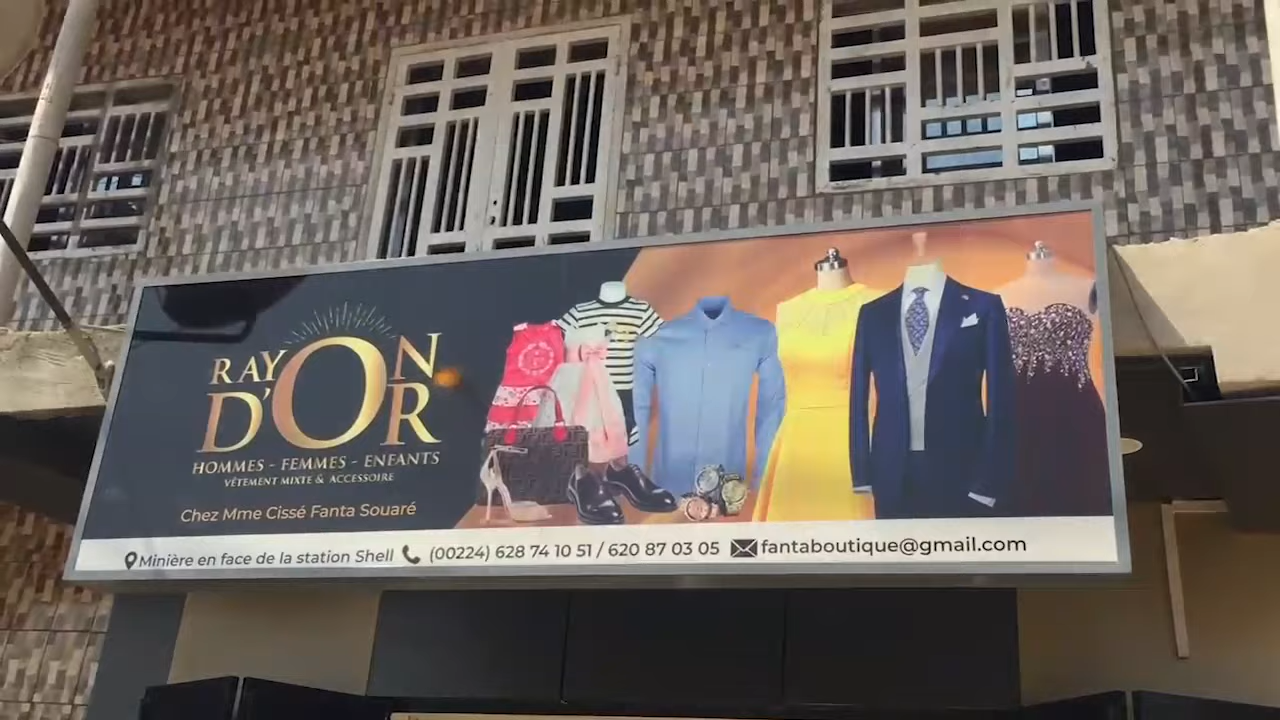 RAYON
D'OR
HOMMES - FEMMES - ENFANTS
VÊTEMENT MIXTE & ACCESSOIRE
Chez Mme Cissé Fanta Souaré
Minière en face de la station Shell (00224) 628 74 10 51 / 620 87 03 05 fantaboutique@gmail.com